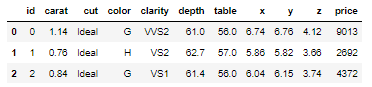 id carat cut color clarity depth table x y z price
0 0 1.14 Ideal G VVS2 61.0 56.0 6.74 6.76 4.12 9013
1 1 0.76 Ideal H VS2 62.7 57.0 5.86 5.82 3.66 2692
2 2 0.84 Ideal G VS1 61.4 56.0 6.04 6.15 3.74 4372